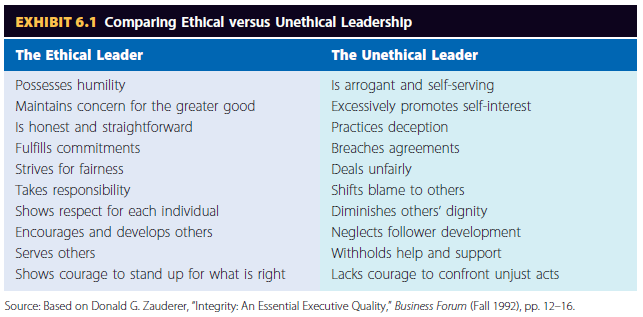 EXHIBIT 6.1 Comparing Ethical versus Unethical Leadership
The Ethical Leader The Unethical Leader
Possesses humility Is arrogant and self-serving
Maintains concern for the greater good Excessively promotes self-interest
Is honest and straightforward Practices deception
Fulfills commitments Breaches agreements
Strives for fairness Deals unfairly
Takes responsibility Shifts blame to others
Shows respect for each individual Diminishes others’ dignity
Encourages and develops others Neglects follower development
Serves others Withholds help and support
Shows courage to stand up for what is right Lacks courage to confront unjust acts
Source: Based on Donald G. Zauderer, “Integrity: An Essential Executive Quality,” Business Forum (Fall 1992), pp. 12–16.